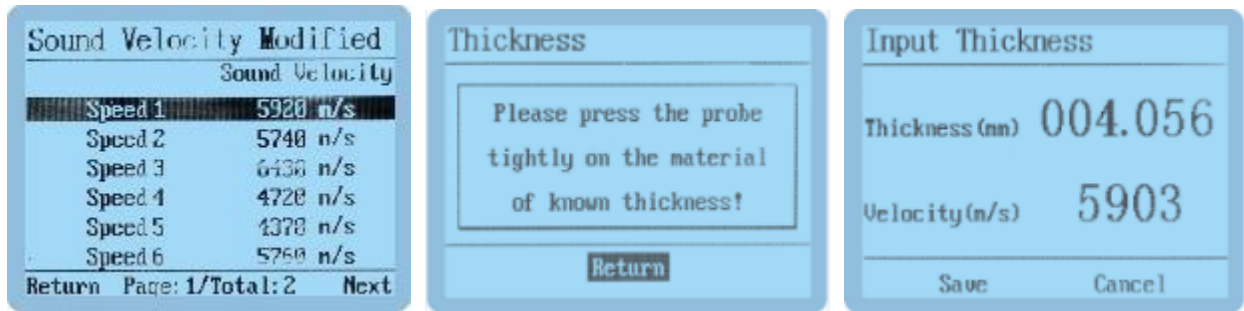 Sound Velocity Modified
Sound Velocity
Speed 1 5920 m/s
Speed 2 5740 m/s
Speed 3 6430 m/s
Speed 4 4720 m/s
Speed 5 4370 m/s
Speed 6 5760 m/s
Return Page: 1/Total: 2 Next
Thickness
Please press the probe
tightly on the material
of known thickness!
Return
Input Thickness
Thickness(mm) 004.056
Velocity(m/s) 5903
Save Cancel